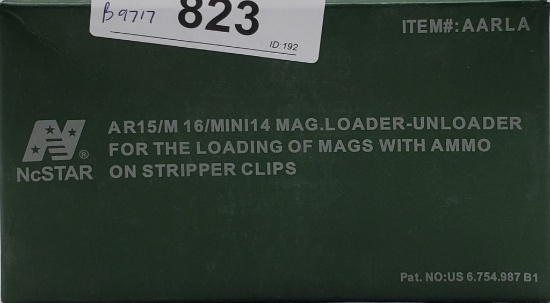 B9717
823
ID:192
ITEM#:AARLA
AR15/M 16/MINI14 MAG.LOADER-UNLOADER
FOR THE LOADING OF MAGS WITH AMMO
ON STRIPPER CLIPS
®
NcSTAR
Pat. NO:US 6.754.987 B1